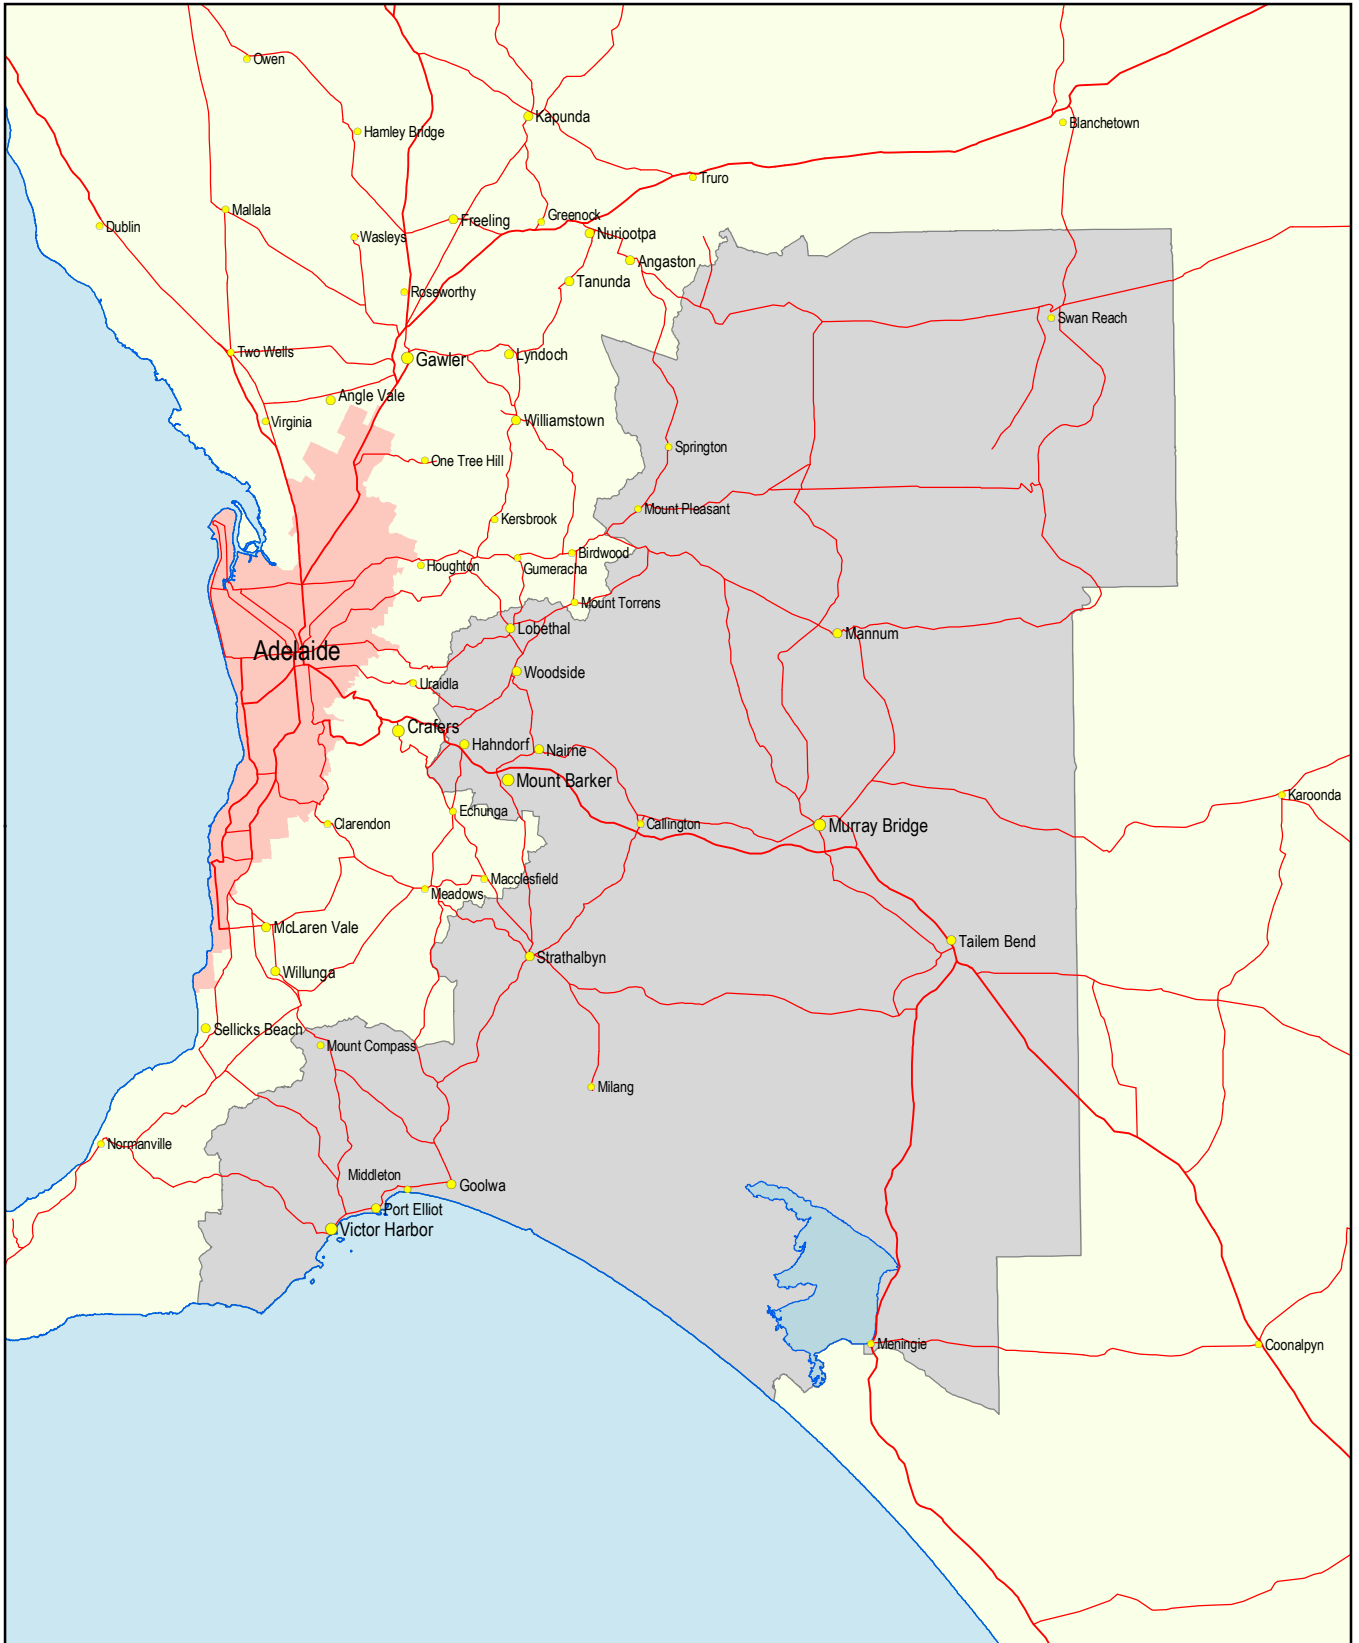 Owen
Kapunda
Blanchetown
Hamley Bridge
Truro
Mallala
Greenock
Freeling
Dublin
Wasleys
Nuriootpa
Angaston
Tanunda
Roseworthy
Swan Reach
Two Wells
Gawler
Lyndoch
Angle Vale
Virginia
Williamstown
Springton
One Tree Hill
Mount Pleasant
Kersbrook
Birdwood
Houghton
Gumeracha
Mount Torrens
Lobethal
Mannum
Adelaide
Woodside
Uraidla
Crafers
Hahndorf
Nairne
Mount Barker
Karoonda
Echunga
Clarendon
Callington
Murray Bridge
Macclesfield
Meadows
McLaren Vale
Tailem Bend
Strathalbyn
Willunga
Sellicks Beach
Mount Compass
Milang
Normanville
Middleton
Goolwa
Port Elliot
Victor Harbor
Meningie
Coonalpyn